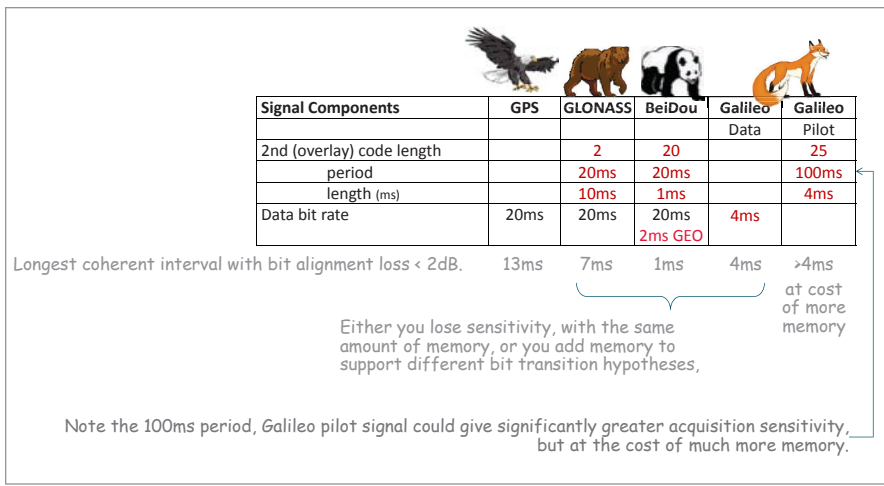 Signal Components GPS GLONASS BeiDou Galileo Galileo
Data Pilot
2nd (overlay) code length 2 20 25
period 20ms 20ms 100ms
length (ms) 10ms 1ms 4ms
Data bit rate 20ms 20ms 20ms 4ms
2ms GEO
Longest coherent interval with bit alignment loss < 2dB. 13ms 7ms 1ms 4ms >4ms
at cost
of more
memory
Either you lose sensitivity, with the same
amount of memory, or you add memory to
support different bit transition hypotheses,
Note the 100ms period, Galileo pilot signal could give significantly greater acquisition sensitivity,
but at the cost of much more memory.